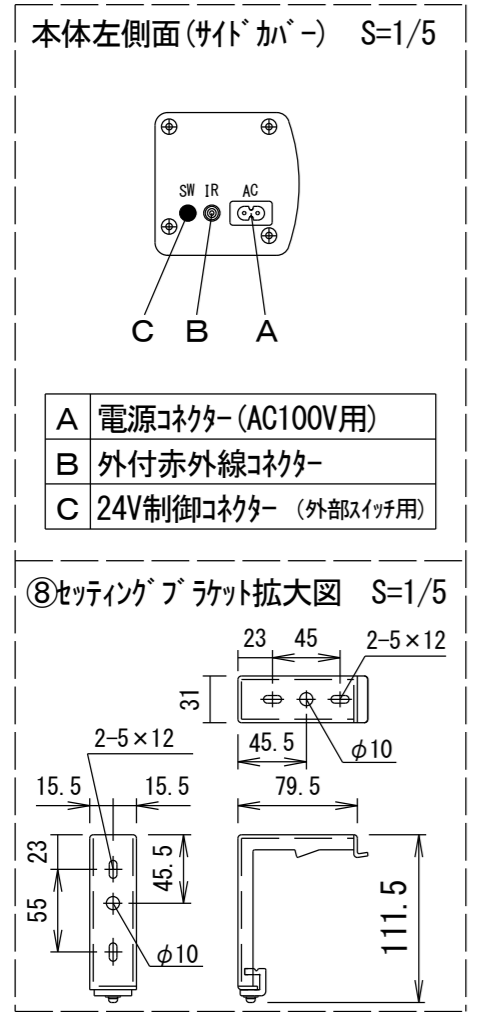 本体左側面(ｻｲﾄﾞｶﾊﾞｰ) S=1/5
SW IR AC
C B A
A 電源ｺﾈｸﾀｰ(AC100V用)
B 外付赤外線ｺﾈｸﾀｰ
C 24V制御ｺﾈｸﾀｰ (外部ｽｲｯﾁ用)
⑧ｾｯﾃｨﾝｸﾞﾌﾞﾗｹｯﾄ拡大図 S=1/5
23 45 2-5×12
31
45.5 φ10
2-5×12
15.5 15.5
79.5
23
45.5
55
φ10
111.5